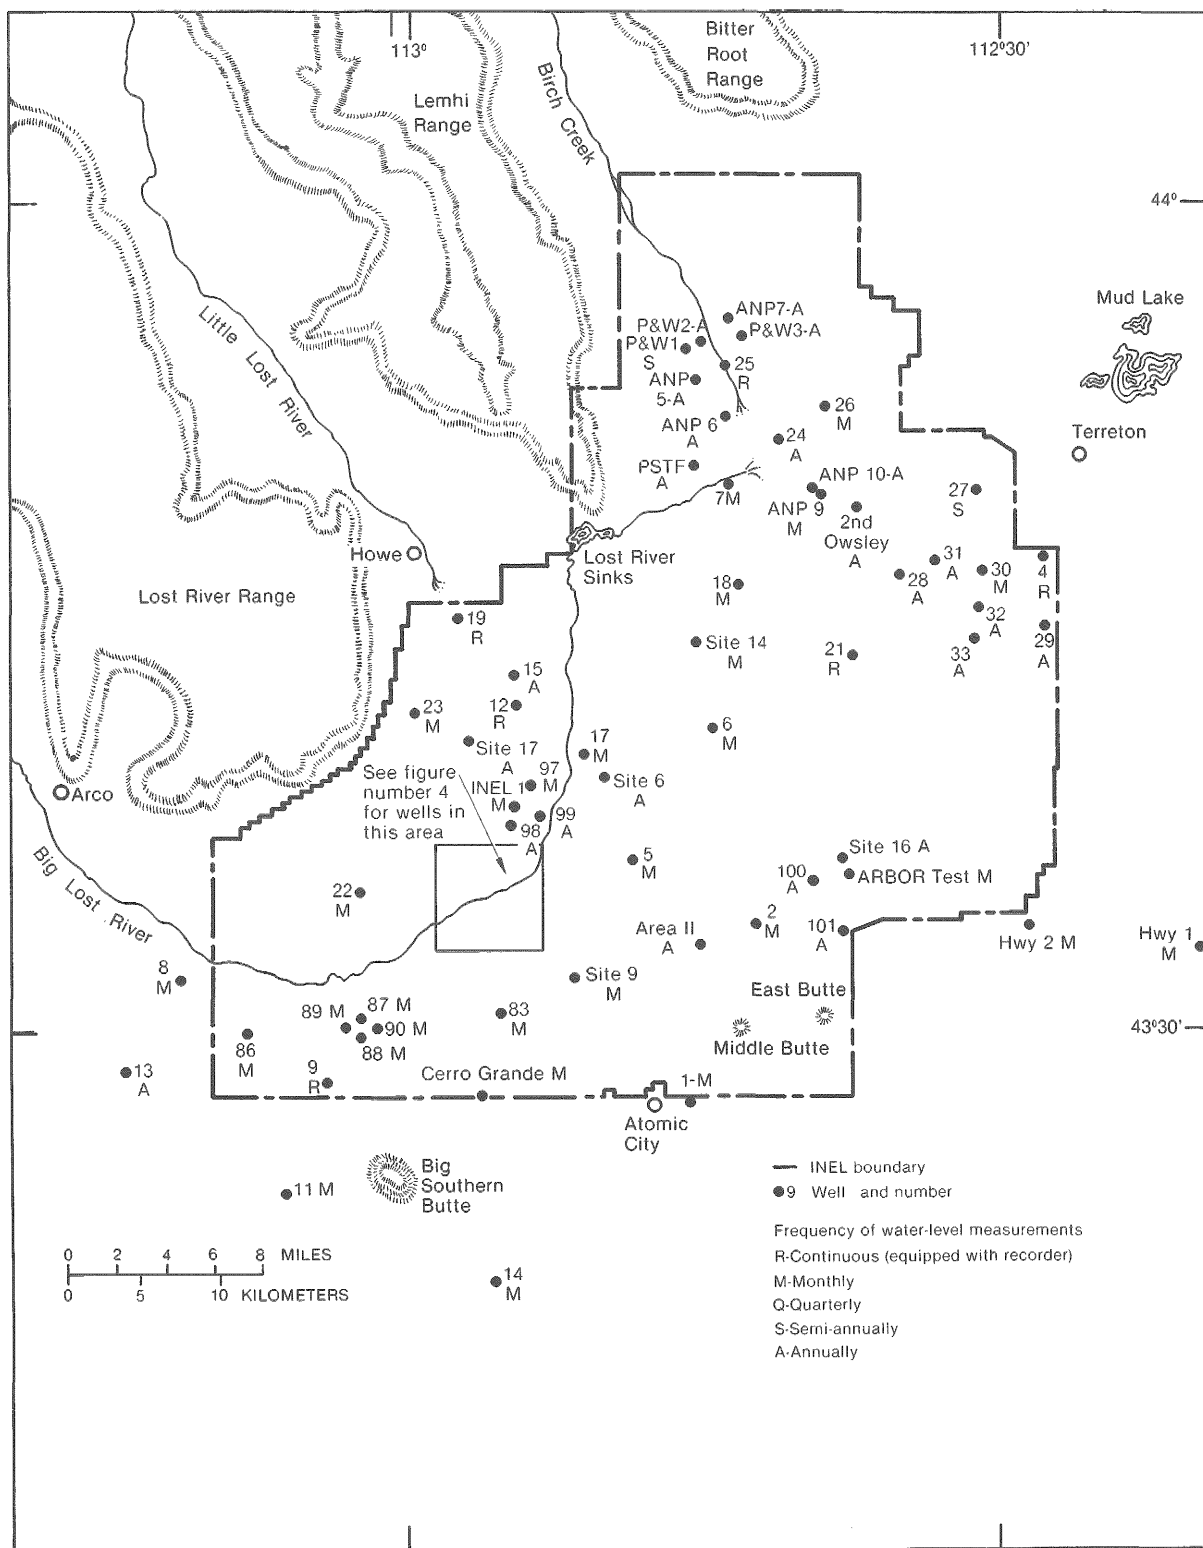 113°
Bitter
Root
Range
112°30'
Lemhi
Range
Birch Creek
44°
Mud Lake
Little Lost River
ANP7-A
P&W2-A
P&W3-A
P&W1
S
25
R
ANP
5-A
26
M
ANP 6
A
24
A
Terreton
PSTF
A
7M
ANP 10-A
ANP 9
M
27
S
2nd
Owsley
A
Howe
Lost River
Sinks
31
A
30
M
4
R
28
A
18
M
Lost River Range
32
A
19
R
Site 14
M
21
R
33
A
29
A
15
A
12
R
23
M
6
M
Site 17
A
17
M
See figure
number 4
for wells in
this area
97
M
INEL 1
M
Site 6
A
Arco
99
A
98
A
Big Lost River
5
M
Site 16 A
ARBOR Test M
100
A
22
M
2
M
Area II
A
101
A
Hwy 2 M
Hwy 1
M
8
M
Site 9
M
East Butte
89 M
87 M
90 M
88 M
83
M
Middle Butte
43°30'
86
M
13
A
9
R
Cerro Grande M
1-M
Atomic
City
Big
Southern
Butte
11 M
INEL boundary
9 Well and number
Frequency of water-level measurements
R-Continuous (equipped with recorder)
M-Monthly
Q-Quarterly
S-Semi-annually
A-Annually
0 2 4 6 8 MILES
0 5 10 KILOMETERS
14
M